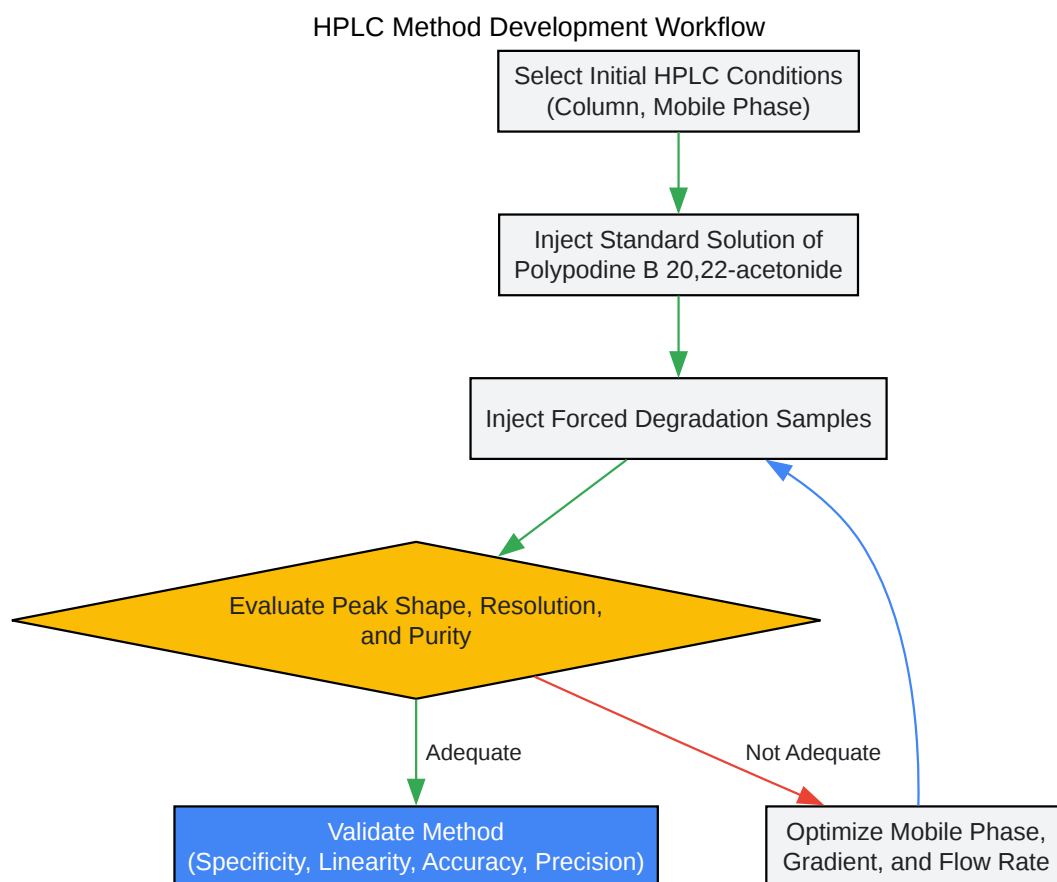 HPLC Method Development Workflow
Select Initial HPLC Conditions
(Column, Mobile Phase)
Inject Standard Solution of
Polypodine B 20,22-acetonide
Inject Forced Degradation Samples
Evaluate Peak Shape, Resolution,
and Purity
Adequate
Not Adequate
Validate Method
(Specificity, Linearity, Accuracy, Precision)
Optimize Mobile Phase,
Gradient, and Flow Rate